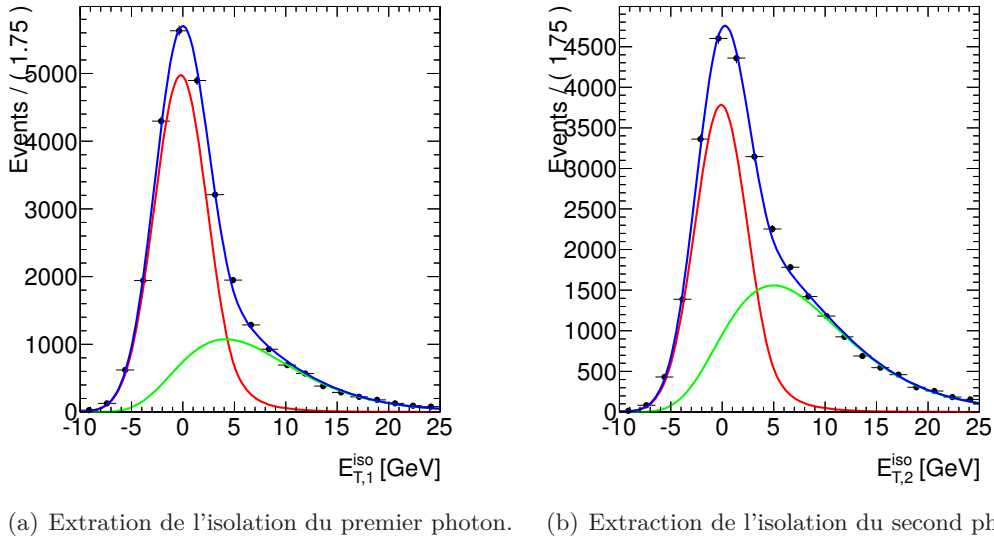 Events / ( 1.75 )
5000
4000
3000
2000
1000
0
-10 -5 0 5 10 15 20 25
E_{T,1}^{iso} [GeV]
(a) Extration de l'isolation du premier photon.
Events / ( 1.75 )
4500
4000
3500
3000
2500
2000
1500
1000
500
0
-10 -5 0 5 10 15 20 25
E_{T,2}^{iso} [GeV]
(b) Extraction de l'isolation du second ph